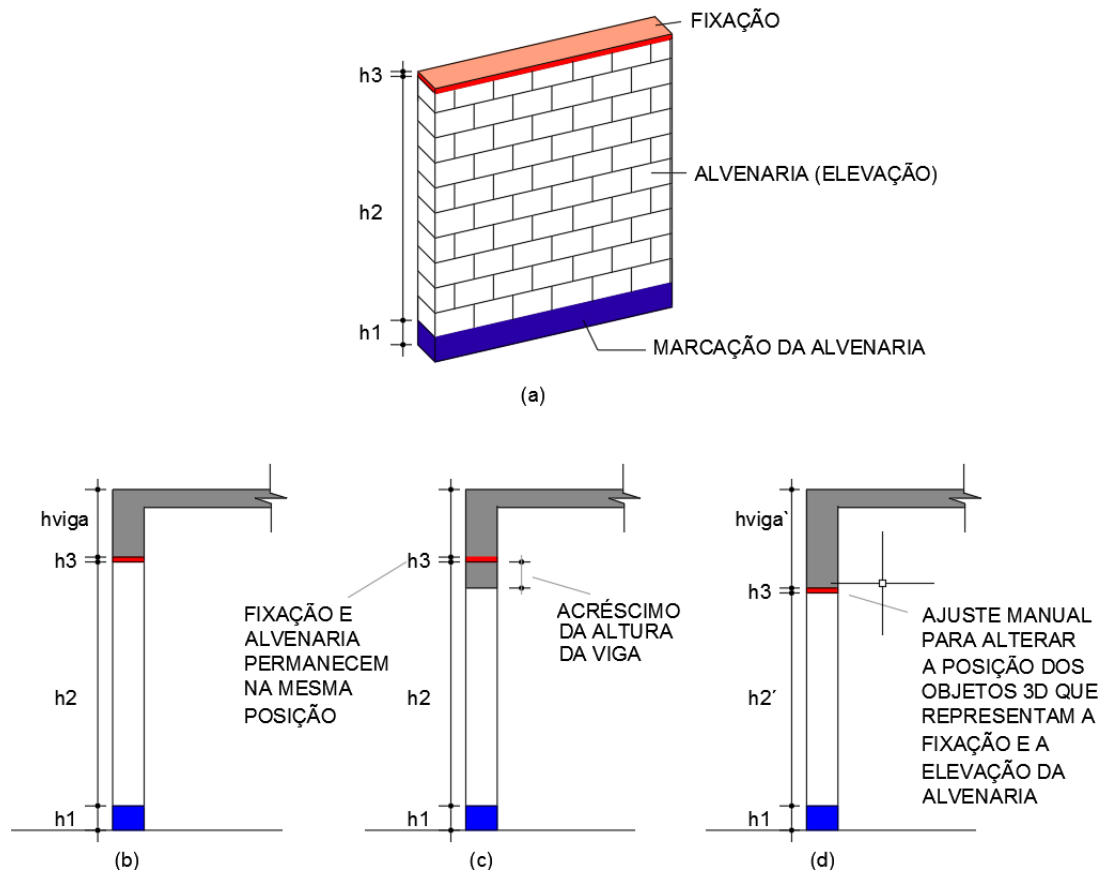 FIXAÇÃO
h3
ALVENARIA (ELEVAÇÃO)
h2
h1
MARCAÇÃO DA ALVENARIA
(a)
hviga
h3
h2
h1
(b)
FIXAÇÃO E
ALVENARIA
PERMANECEM
NA MESMA
POSIÇÃO
h3
h2
h1
ACRÉSCIMO
DA ALTURA
DA VIGA
(c)
hviga`
h3
h2´
h1
AJUSTE MANUAL
PARA ALTERAR
A POSIÇÃO DOS
OBJETOS 3D QUE
REPRESENTAM A
FIXAÇÃO E A
ELEVAÇÃO DA
ALVENARIA
(d)